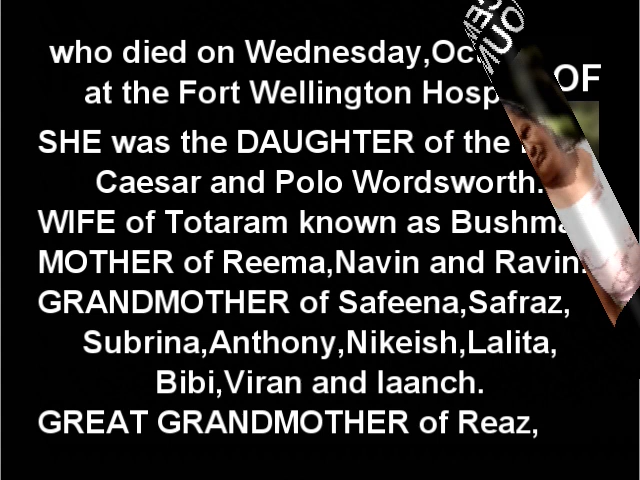 who died on Wednesday,Oc
at the Fort Wellington Hosp
OF
SHE was the DAUGHTER of the
Caesar and Polo Wordsworth.
WIFE of Totaram known as Bushma
MOTHER of Reema,Navin and Ravin.
GRANDMOTHER of Safeena,Safraz,
Subrina,Anthony,Nikeish,Lalita,
Bibi,Viran and Iaanch.
GREAT GRANDMOTHER of Reaz,